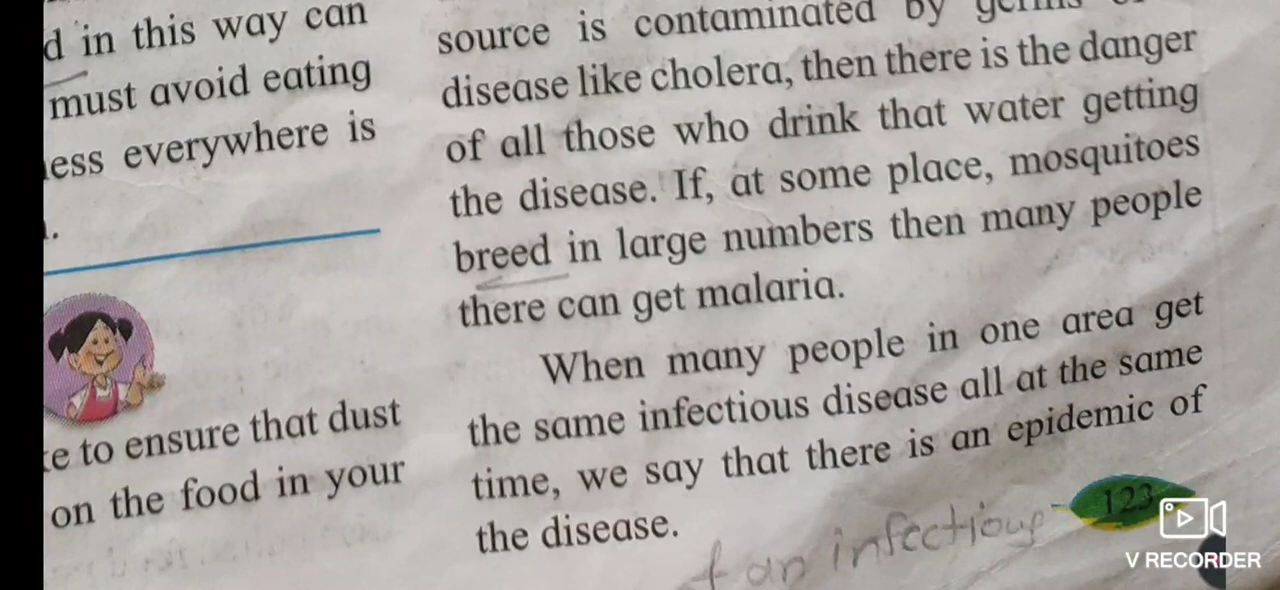 in this way can
must avoid eating
everywhere is
to ensure that dust
on the food in your
source is contaminated by germs
disease like cholera, then there is the danger
of all those who drink that water getting
the disease. If, at some place, mosquitoes
breed in large numbers then many people
there can get malaria.
When many people in one area get
the same infectious disease all at the same
time, we say that there is an epidemic of
the disease.
an infectious
123
V RECORDER